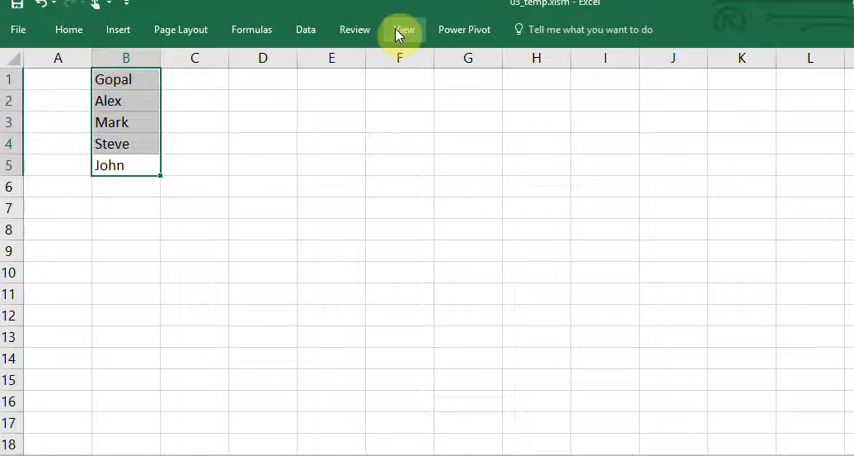 03_temp.xlsm - Excel
File Home Insert Page Layout Formulas Data Review View Power Pivot Tell me what you want to do
A B C D E F G H I J K L
1 Gopal
2 Alex
3 Mark
4 Steve
5 John
6
7
8
9
10
11
12
13
14
15
16
17
18